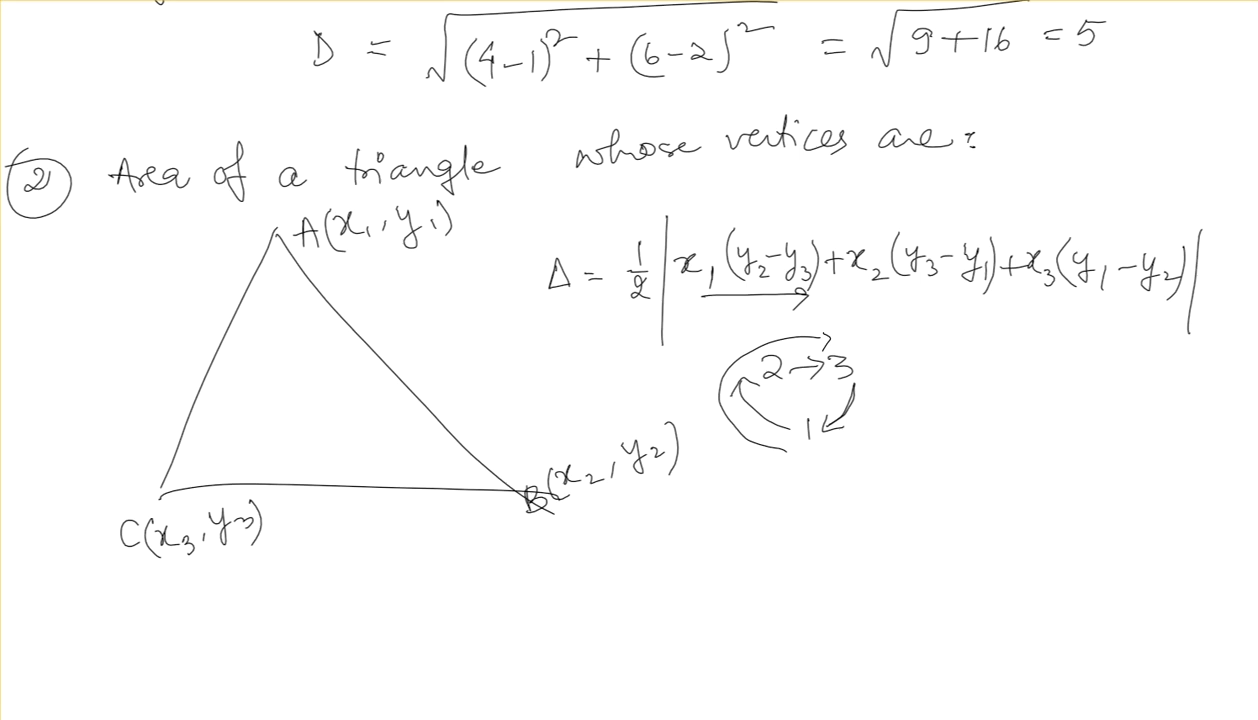 D = √(4-1)² + (6-2)² = √9+16 = 5
② Area of a triangle whose vertices are:
A(x₁, y₁)
Δ = 1/2 |x₁(y₂-y₃)+x₂(y₃-y₁)+x₃(y₁-y₂)|
2→3
1
B(x₂, y₂)
C(x₃, y₃)